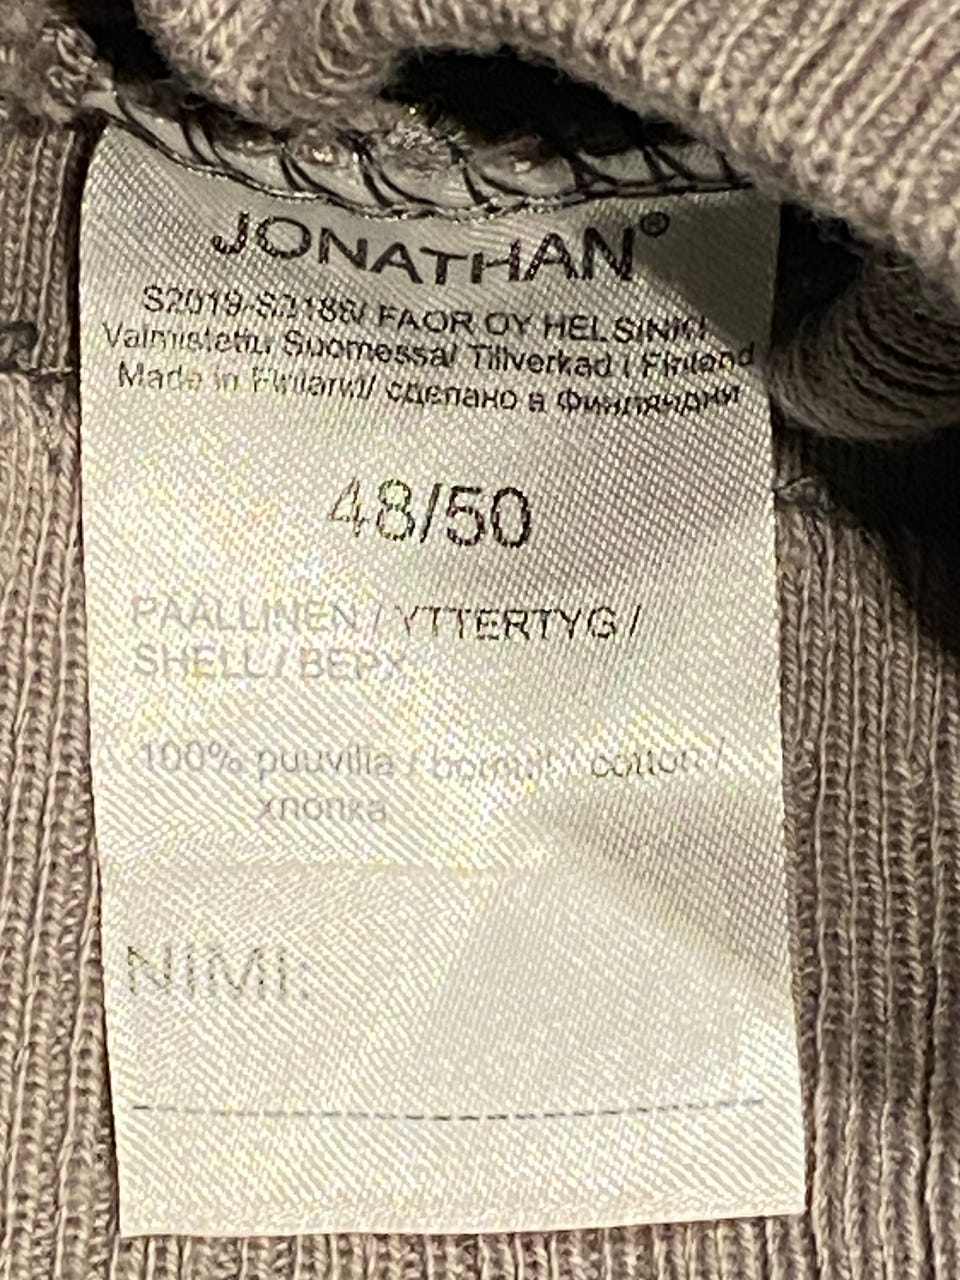 JONATHAN®
S2019-S2188/ FAOR OY HELSINKI
Valmistettu Suomessa/ Tillverkad i Finland
Made in Finland/ сделано в Финляндии
48/50
PÄÄLLINEN / YTTERTYG /
SHELL / ВЕРХ
100% puuvilla / bomull / cotton /
хлопка
NIMI: